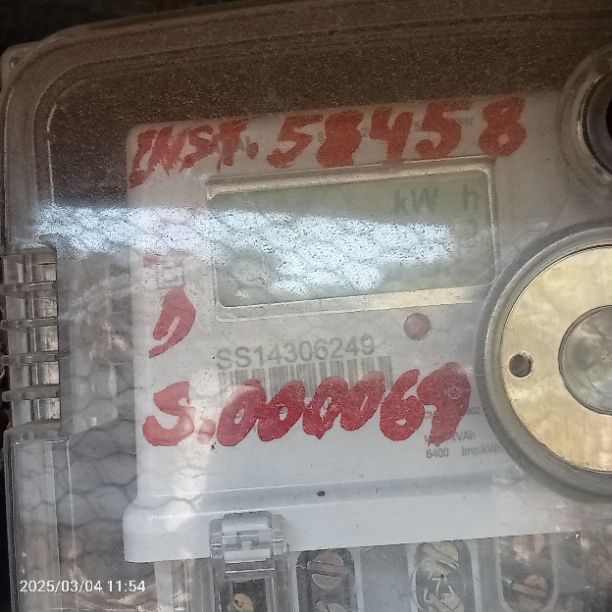 INST. 58458
kW h
D
SS14306249
S.000069
6400 imp/kWh
2025/03/04 11:54